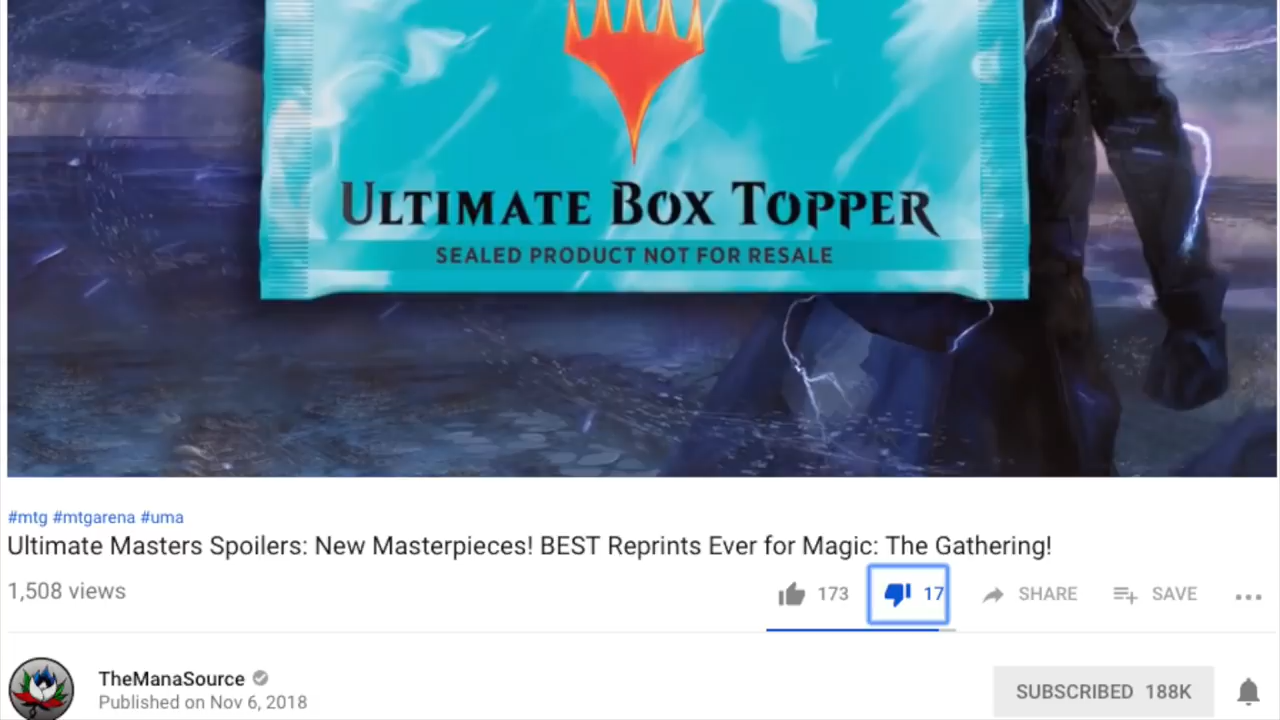 ULTIMATE BOX TOPPER
SEALED PRODUCT NOT FOR RESALE
#mtg #mtgarena #uma
Ultimate Masters Spoilers: New Masterpieces! BEST Reprints Ever for Magic: The Gathering!
1,508 views
173
17
SHARE
SAVE
TheManaSource
Published on Nov 6, 2018
SUBSCRIBED 188K